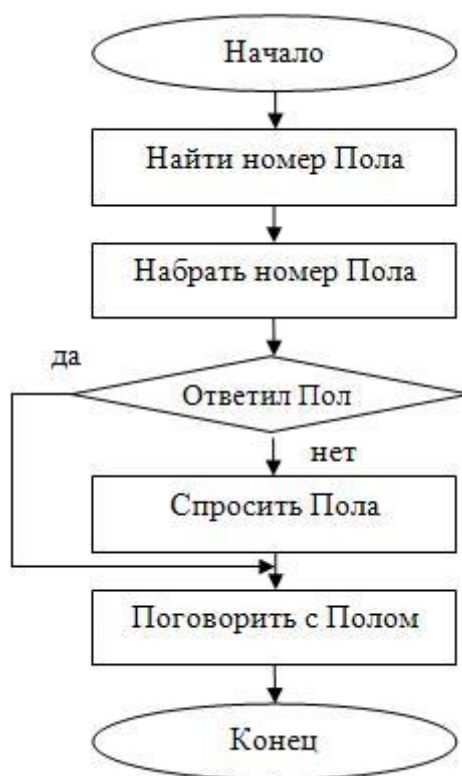 Начало
Найти номер Пола
Набрать номер Пола
да
Ответил Пол
нет
Спросить Пола
Поговорить с Полом
Конец